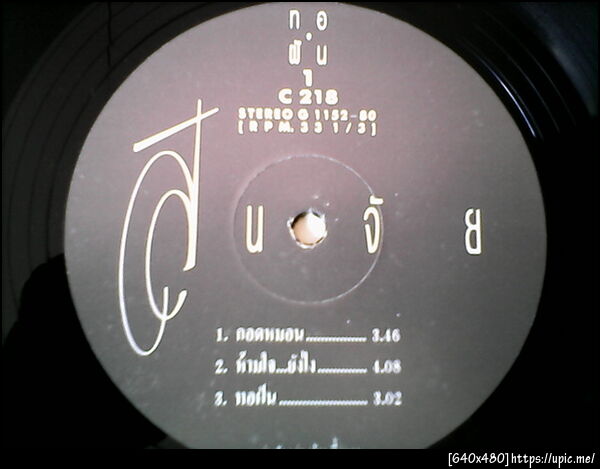 ทอ
ฝัน
1
C 218
STEREO G 1152-80
[RPM. 33 1/3]
สินจัย
1. กอดหมอน 3.46
2. ห้ามใจ...ยังไง 4.08
3. ทอฝัน 3.02
[640x480]https://upic.me/